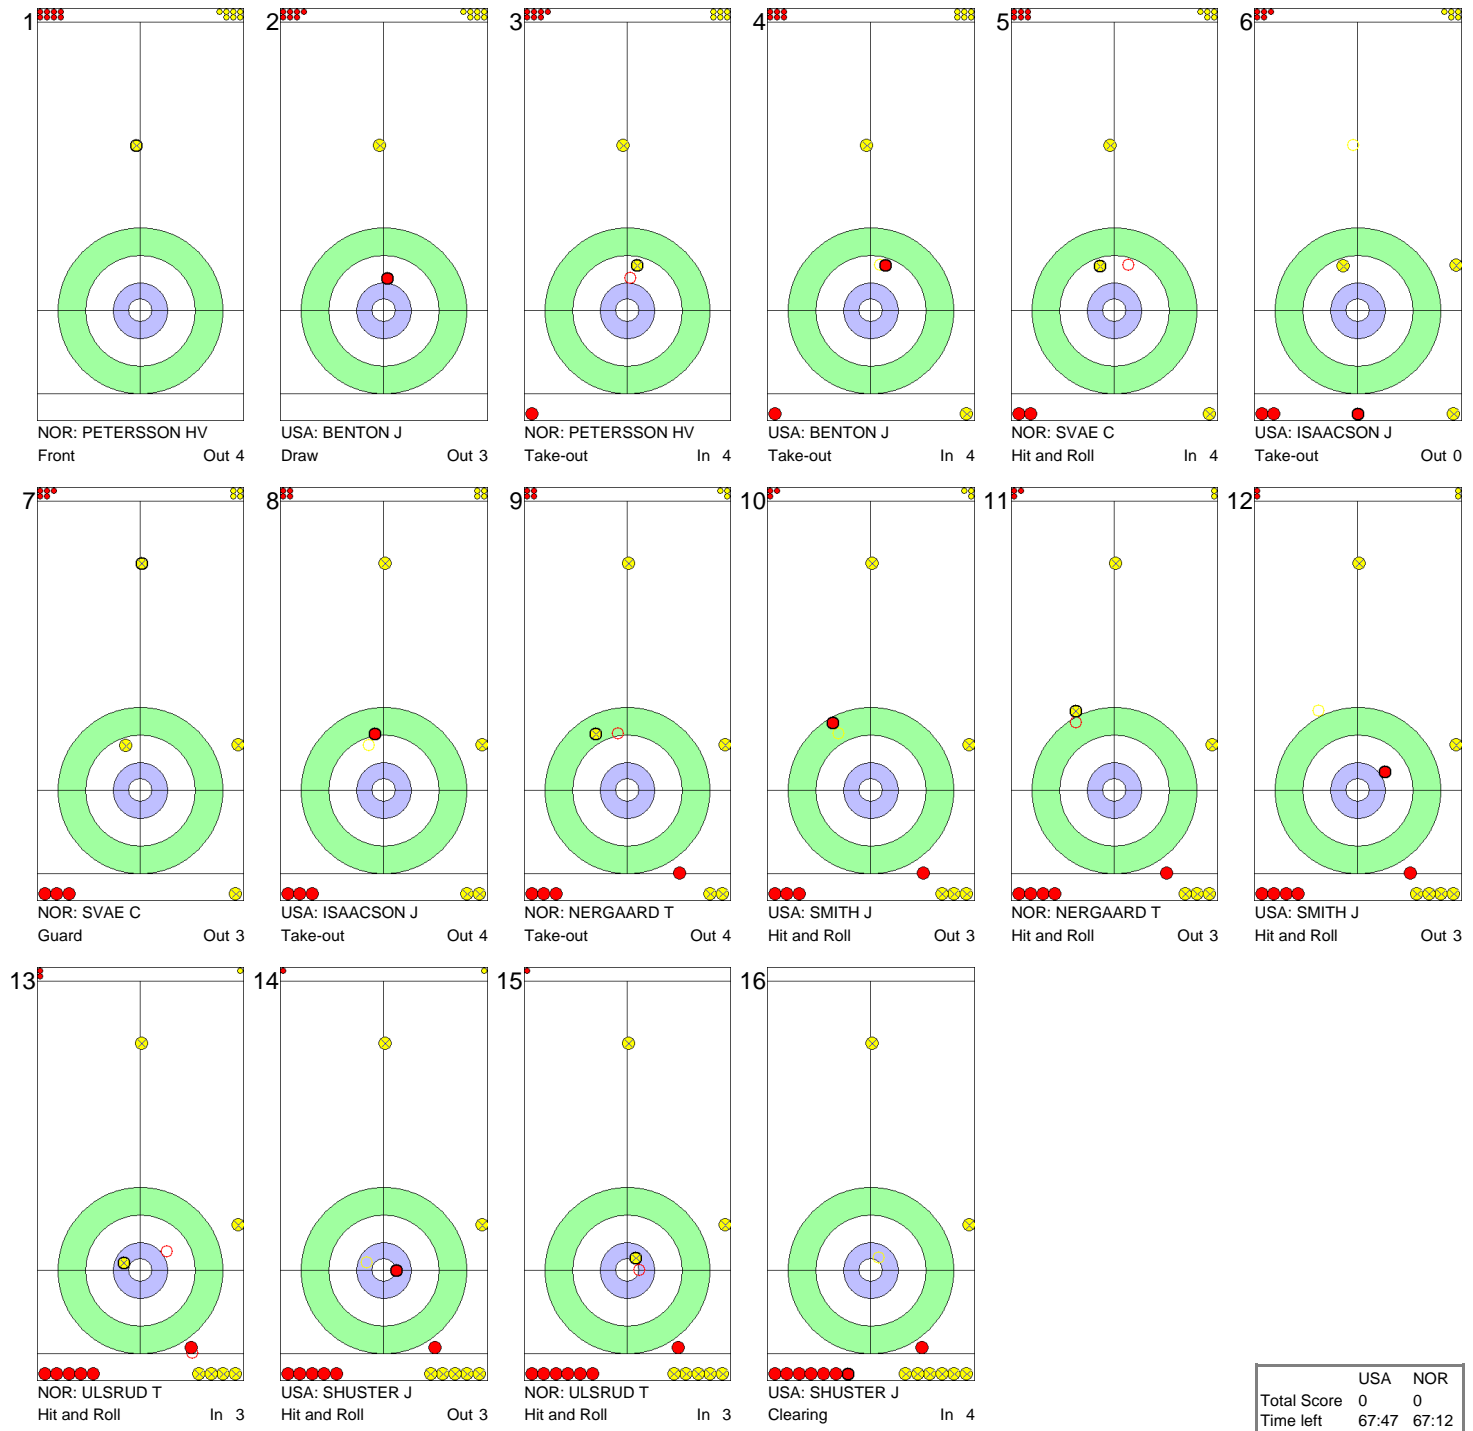 1 2 3 4 5 6
NOR: PETERSSON HV USA: BENTON J NOR: PETERSSON HV USA: BENTON J NOR: SVAE C USA: ISAACSON J
Front Out 4 Draw Out 3 Take-out In 4 Take-out In 4 Hit and Roll In 4 Take-out Out 0
7 8 9 10 11 12
NOR: SVAE C USA: ISAACSON J NOR: NERGAARD T USA: SMITH J NOR: NERGAARD T USA: SMITH J
Guard Out 3 Take-out Out 4 Take-out Out 4 Hit and Roll Out 3 Hit and Roll Out 3 Hit and Roll Out 3
13 14 15 16
NOR: ULSRUD T USA: SHUSTER J NOR: ULSRUD T USA: SHUSTER J
Hit and Roll In 3 Hit and Roll Out 3 Hit and Roll In 3 Clearing In 4
USA NOR
Total Score 0 0
Time left 67:47 67:12